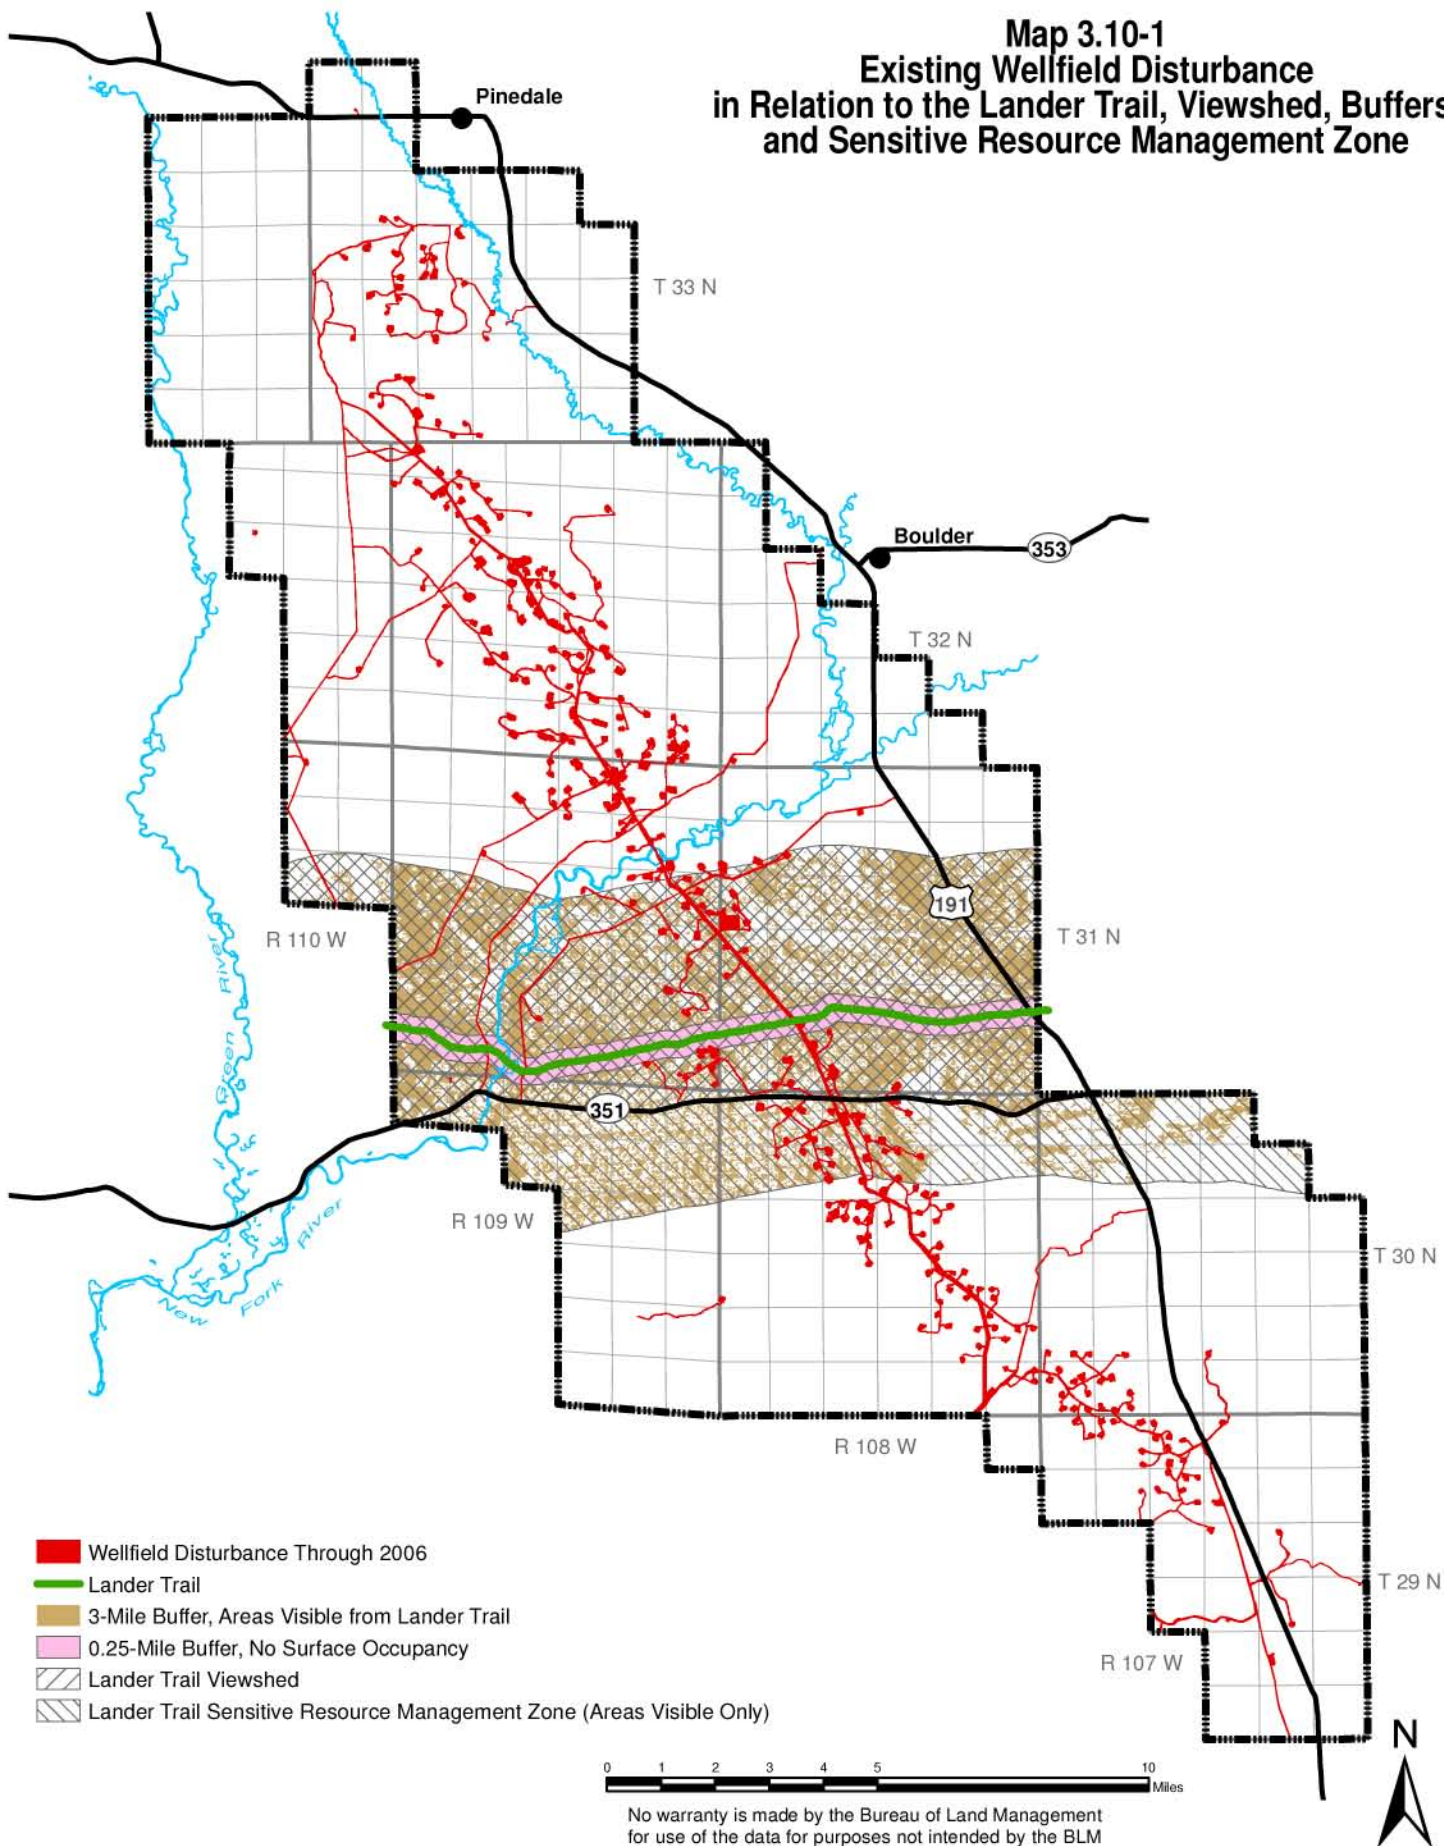 Map 3.10-1
Existing Wellfield Disturbance
in Relation to the Lander Trail, Viewshed, Buffers
and Sensitive Resource Management Zone
Pinedale
T 33 N
Boulder
353
T 32 N
191
R 110 W
T 31 N
Green River
351
R 109 W
New Fork River
T 30 N
R 108 W
T 29 N
R 107 W
Wellfield Disturbance Through 2006
Lander Trail
3-Mile Buffer, Areas Visible from Lander Trail
0.25-Mile Buffer, No Surface Occupancy
Lander Trail Viewshed
Lander Trail Sensitive Resource Management Zone (Areas Visible Only)
N
0 1 2 3 4 5 10
Miles
No warranty is made by the Bureau of Land Management
for use of the data for purposes not intended by the BLM